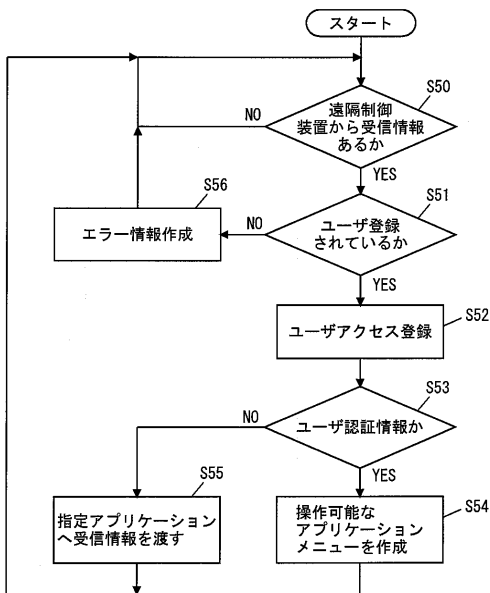 スタート
S50
遠隔制御
装置から受信情報
あるか
NO
YES
S56
エラー情報作成
S51
NO
ユーザ登録
されているか
YES
S52
ユーザアクセス登録
S53
NO
ユーザ認証情報か
YES
S55
指定アプリケーション
へ受信情報を渡す
S54
操作可能な
アプリケーション
メニューを作成